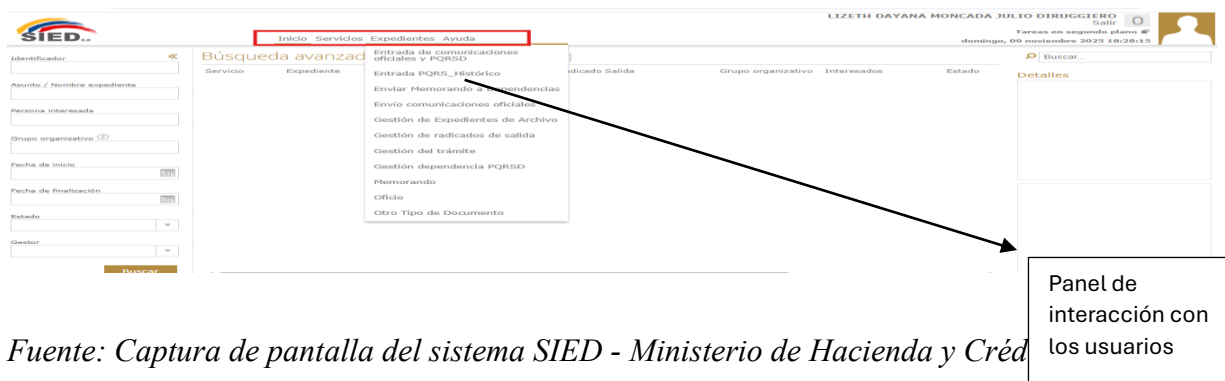 SIED
LIZETH DAYANA MONCADA JULIO DIRUGGIERO
Salir
0
Tareas en segundo plano
domingo, 09 noviembre 2025 18:28:15
Inicio Servicios Expedientes Ayuda
Identificador
Asunto / Nombre expediente
Persona interesada
Grupo organizativo
Fecha de inicio
Fecha de finalización
Estado
Gestor
Buscar
Búsqueda avanzad
Servicio Expediente
Entrada de comunicaciones
oficiales y PQRSD
Entrada PQRS_Histórico
Enviar Memorando a Dependencias
Envío comunicaciones oficiales
Gestión de Expedientes de Archivo
Gestión de radicados de salida
Gestión del trámite
Gestión dependencia PQRSD
Memorando
Oficio
Otro Tipo de Documento
dicado Salida Grupo organizativo Interesados Estado
Buscar...
Detalles
Panel de
interacción con
los usuarios
Fuente: Captura de pantalla del sistema SIED - Ministerio de Hacienda y Créd